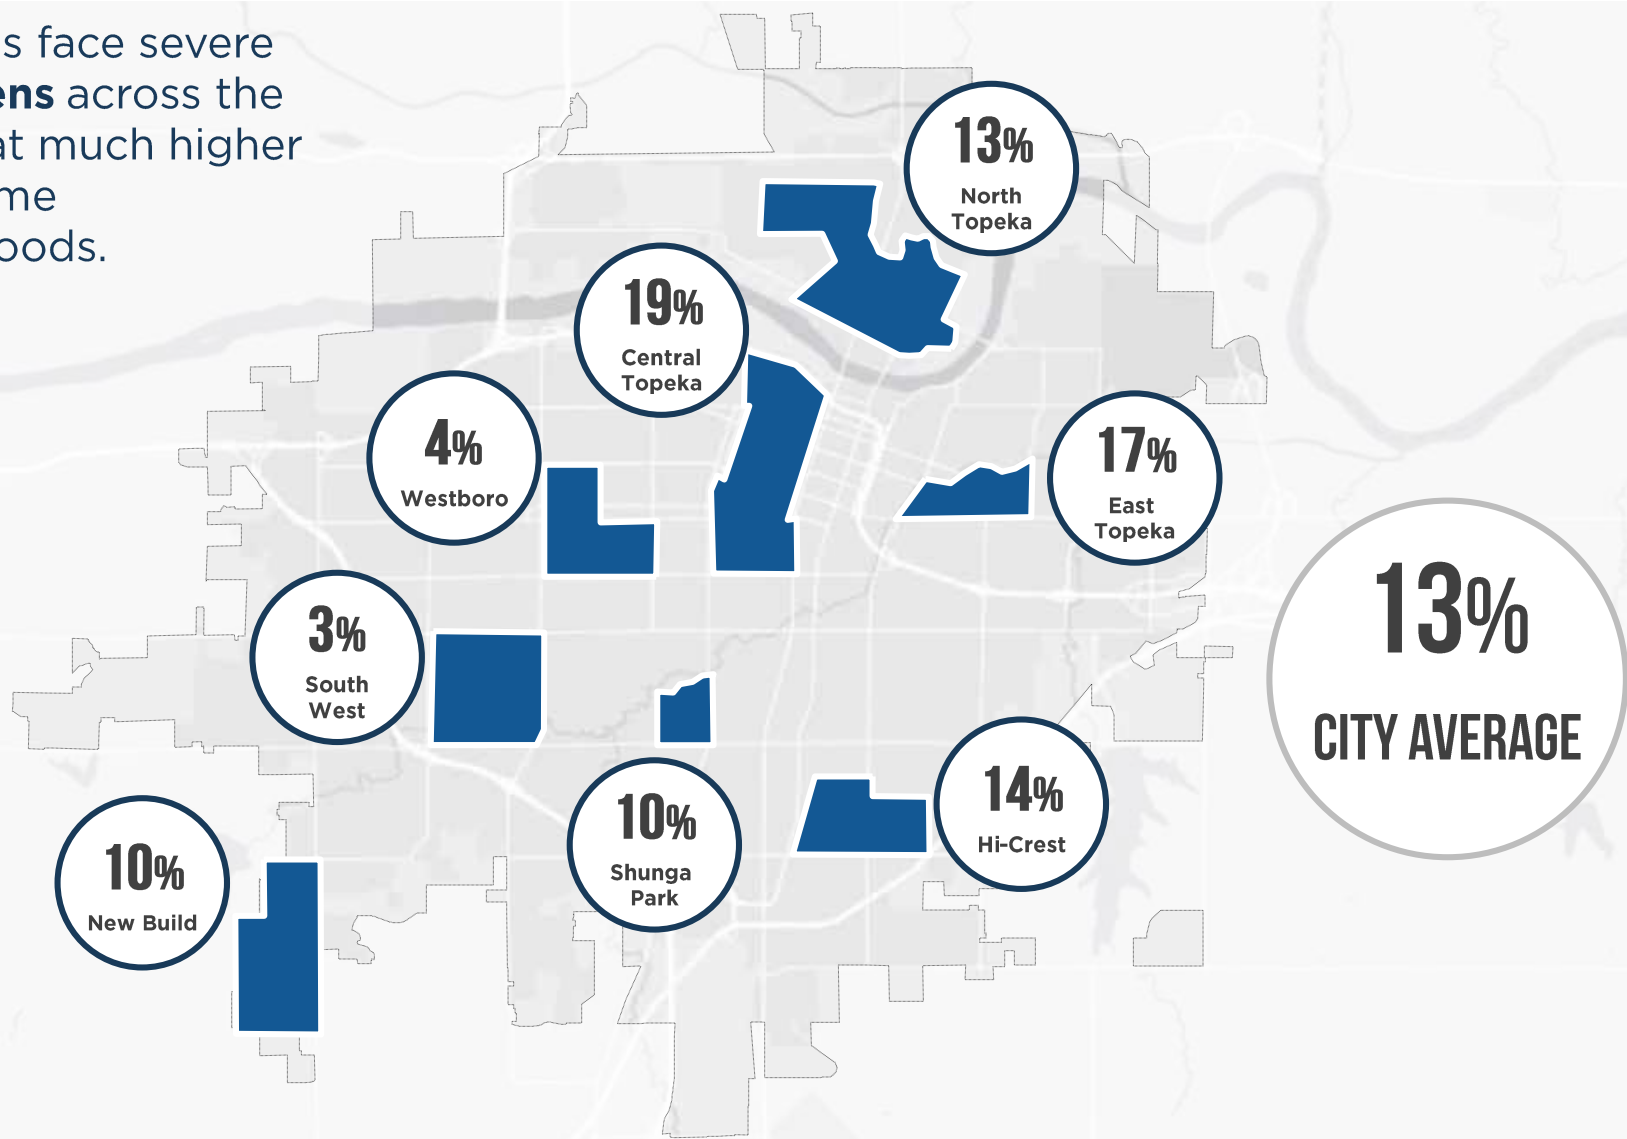 s face severe
ens across the
at much higher
me
oods.
13%
North
Topeka
19%
Central
Topeka
4%
Westboro
17%
East
Topeka
13%
CITY AVERAGE
3%
South
West
14%
Hi-Crest
10%
Shunga
Park
10%
New Build